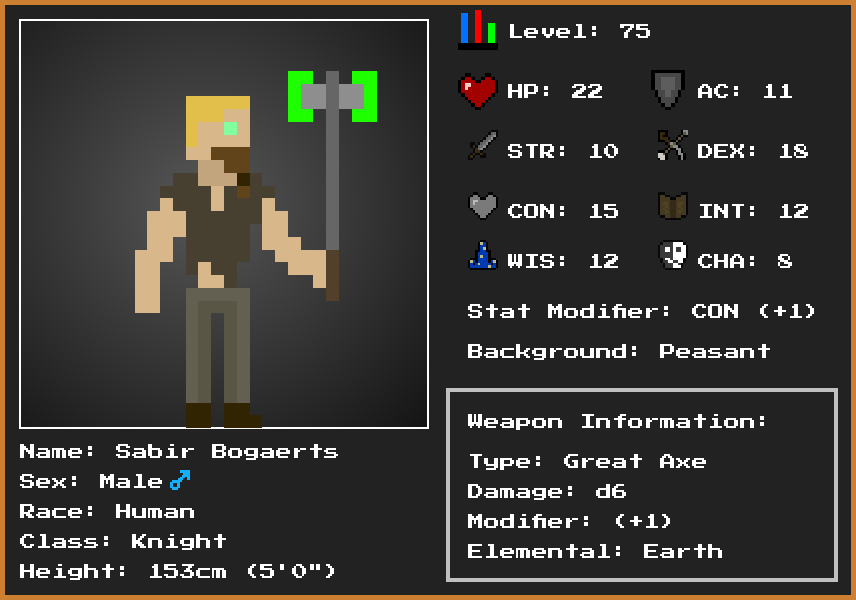 Level: 75
HP: 22
AC: 11
STR: 10
DEX: 18
CON: 15
INT: 12
WIS: 12
CHA: 8
Stat Modifier: CON (+1)
Background: Peasant
Weapon Information:
Type: Great Axe
Damage: d6
Modifier: (+1)
Elemental: Earth
Name: Sabir Bogaerts
Sex: Male♂
Race: Human
Class: Knight
Height: 153cm (5'0")